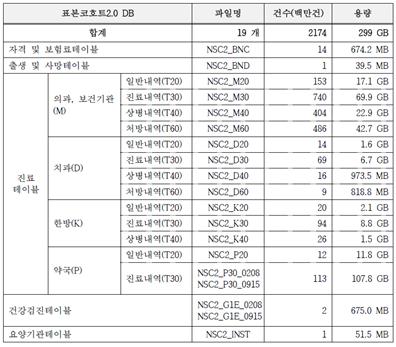 표본코호트2.0 DB 파일명 건수(백만건) 용량
합계 19 개 2174 299 GB
자격 및 보험료테이블 NSC2_BNC 14 674.2 MB
출생 및 사망테이블 NSC2_BND 1 39.5 MB
진료 테이블
의과, 보건기관 (M)
일반내역(T20) NSC2_M20 153 17.1 GB
진료내역(T30) NSC2_M30 740 69.9 GB
상병내역(T40) NSC2_M40 404 22.9 GB
처방내역(T60) NSC2_M60 486 42.7 GB
치과(D)
일반내역(T20) NSC2_D20 14 1.6 GB
진료내역(T30) NSC2_D30 69 6.7 GB
상병내역(T40) NSC2_D40 16 973.5 MB
처방내역(T60) NSC2_D60 9 818.8 MB
한방(K)
일반내역(T20) NSC2_K20 20 2.1 GB
진료내역(T30) NSC2_K30 94 8.8 GB
상병내역(T40) NSC2_K40 26 1.5 GB
약국(P)
일반내역(T20) NSC2_P20 12 11.8 GB
진료내역(T30) NSC2_P30_0208 NSC2_P30_0915 113 107.8 GB
건강검진테이블 NSC2_G1E_0208 NSC2_G1E_0915 2 675.0 MB
요양기관테이블 NSC2_INST 1 51.5 MB